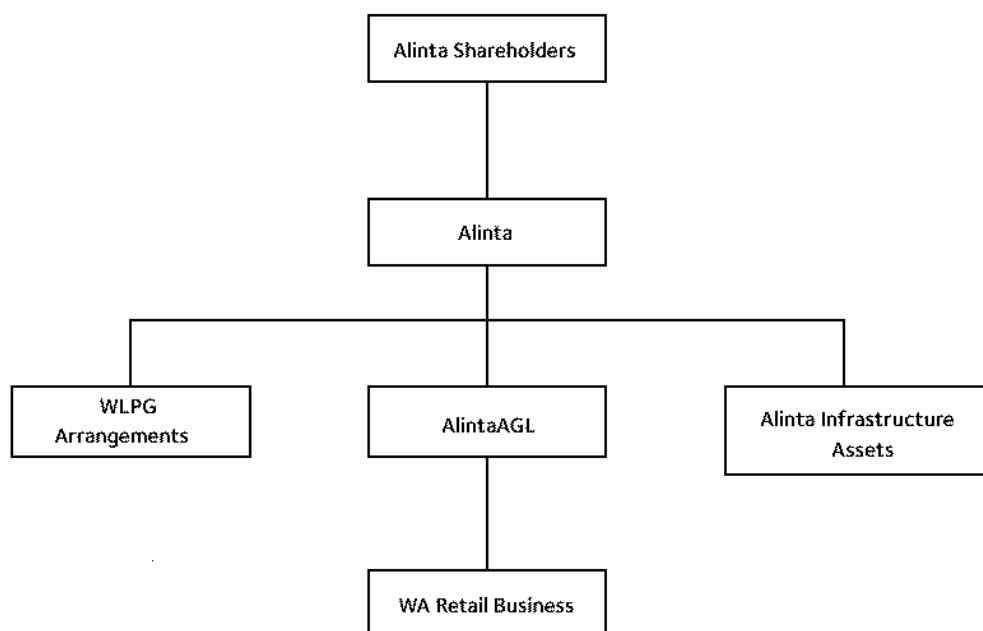 Alinta Shareholders
Alinta
WLPG
Arrangements
AlintaAGL
Alinta Infrastructure
Assets
WA Retail Business